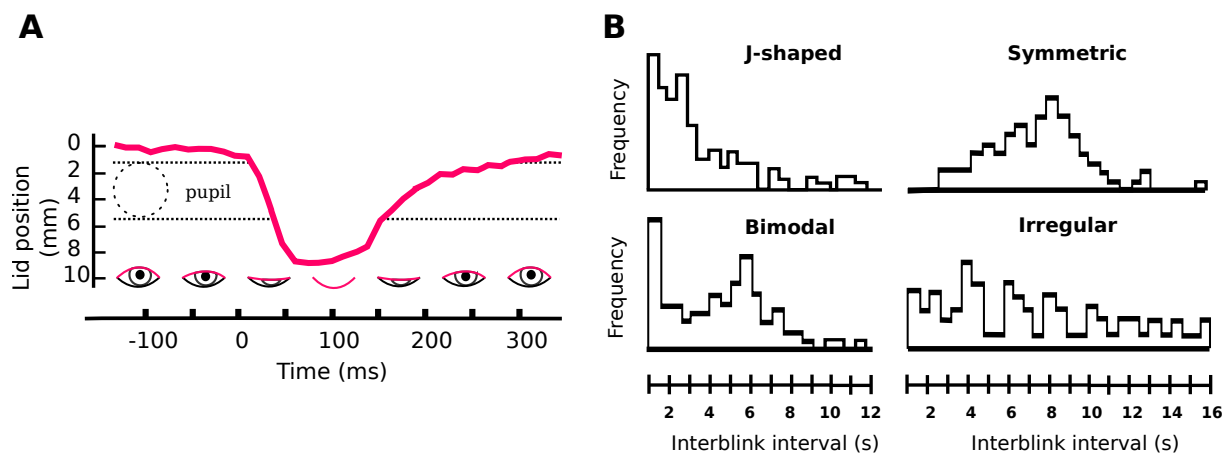 A
Lid position
(mm)
0
2
4
6
8
10
pupil
-100 0 100 200 300
Time (ms)
B
J-shaped
Symmetric
Frequency
Bimodal
Irregular
Frequency
2 4 6 8 10 12
2 4 6 8 10 12 14 16
Interblink interval (s)
Interblink interval (s)